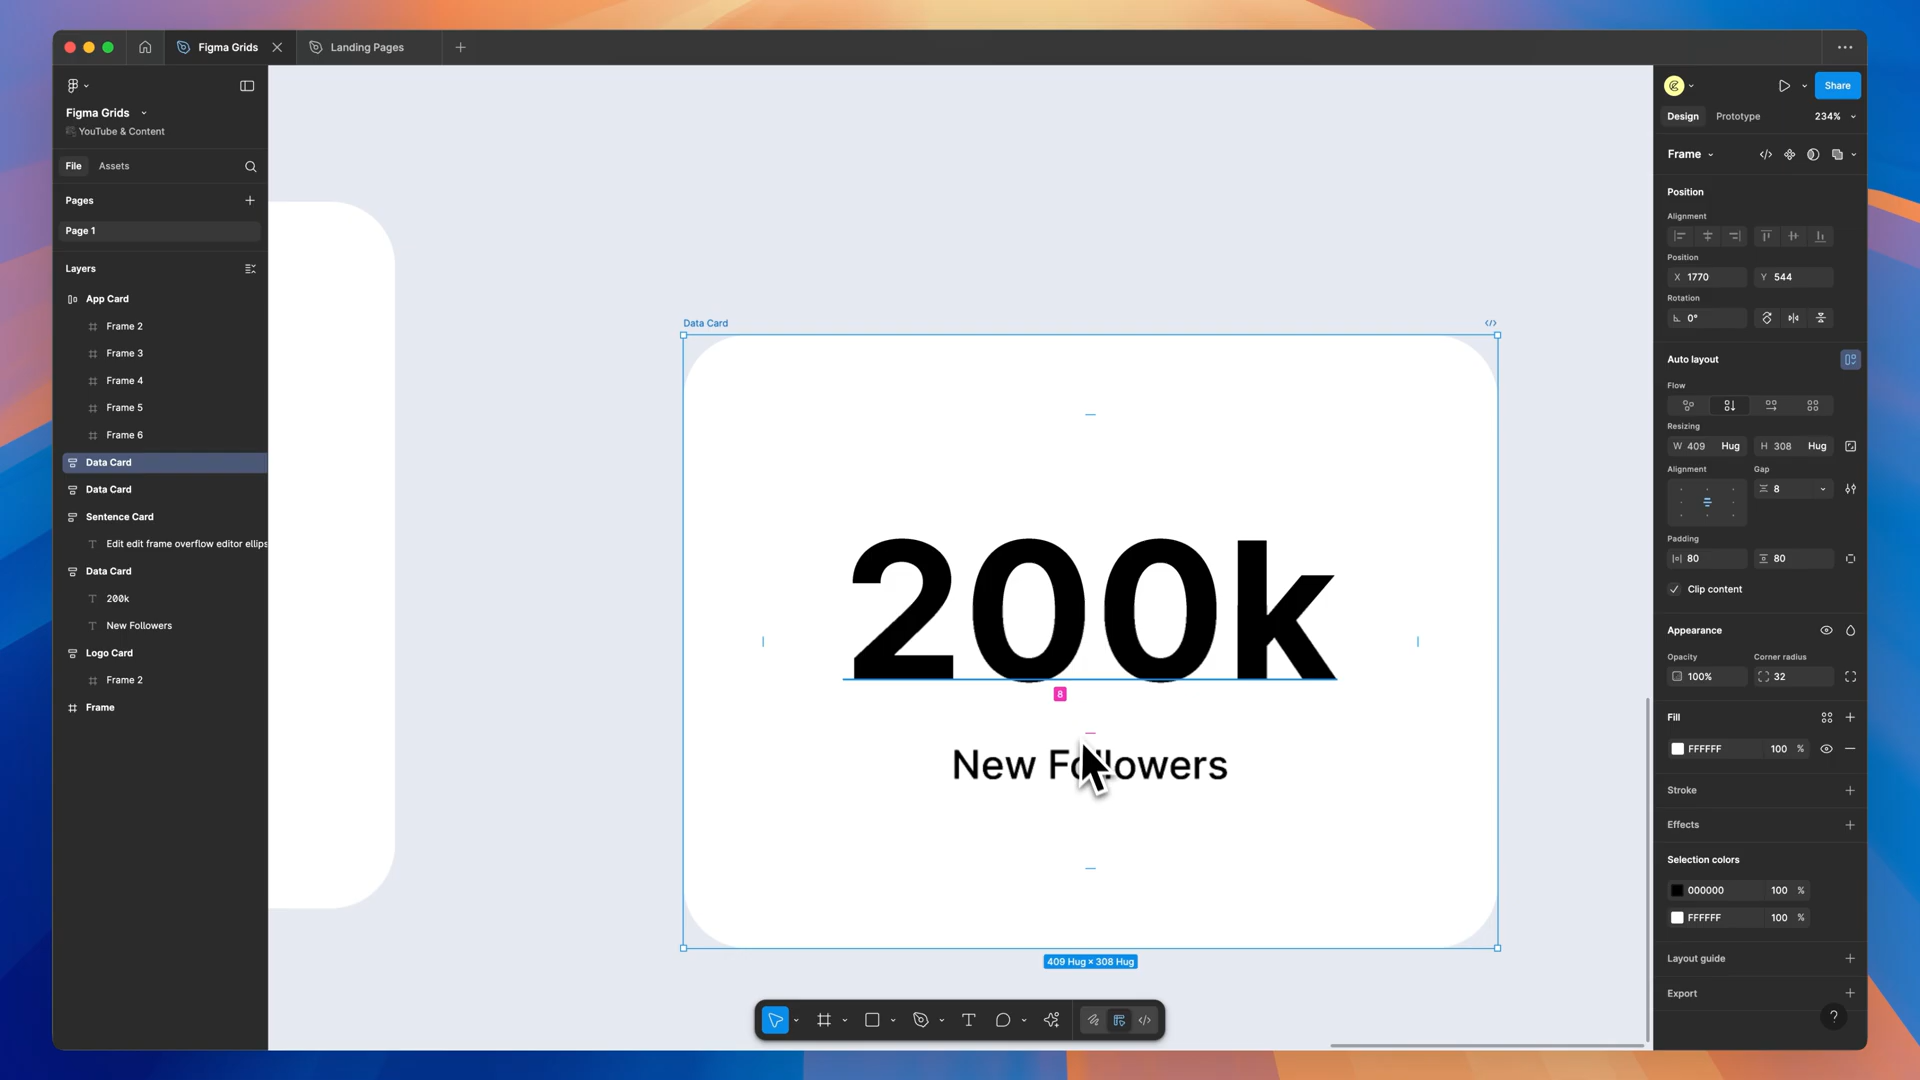 Figma Grids
Landing Pages
Figma Grids
YouTube & Content
File
Assets
Pages
Page 1
Layers
App Card
Frame 2
Frame 3
Frame 4
Frame 5
Frame 6
Data Card
Data Card
Sentence Card
Edit edit frame overflow editor ellips
Data Card
200k
New Followers
Logo Card
Frame 2
Frame
Data Card
200k
8
New Followers
409 Hug × 308 Hug
Share
Design
Prototype
234%
Frame
Position
Alignment
Position
X 1770
Y 544
Rotation
0°
Auto layout
Flow
Resizing
W 409 Hug
H 308 Hug
Alignment
Gap
8
Padding
80
80
Clip content
Appearance
Opacity
Corner radius
100%
32
Fill
FFFFFF 100 %
Stroke
Effects
Selection colors
000000 100 %
FFFFFF 100 %
Layout guide
Export
?